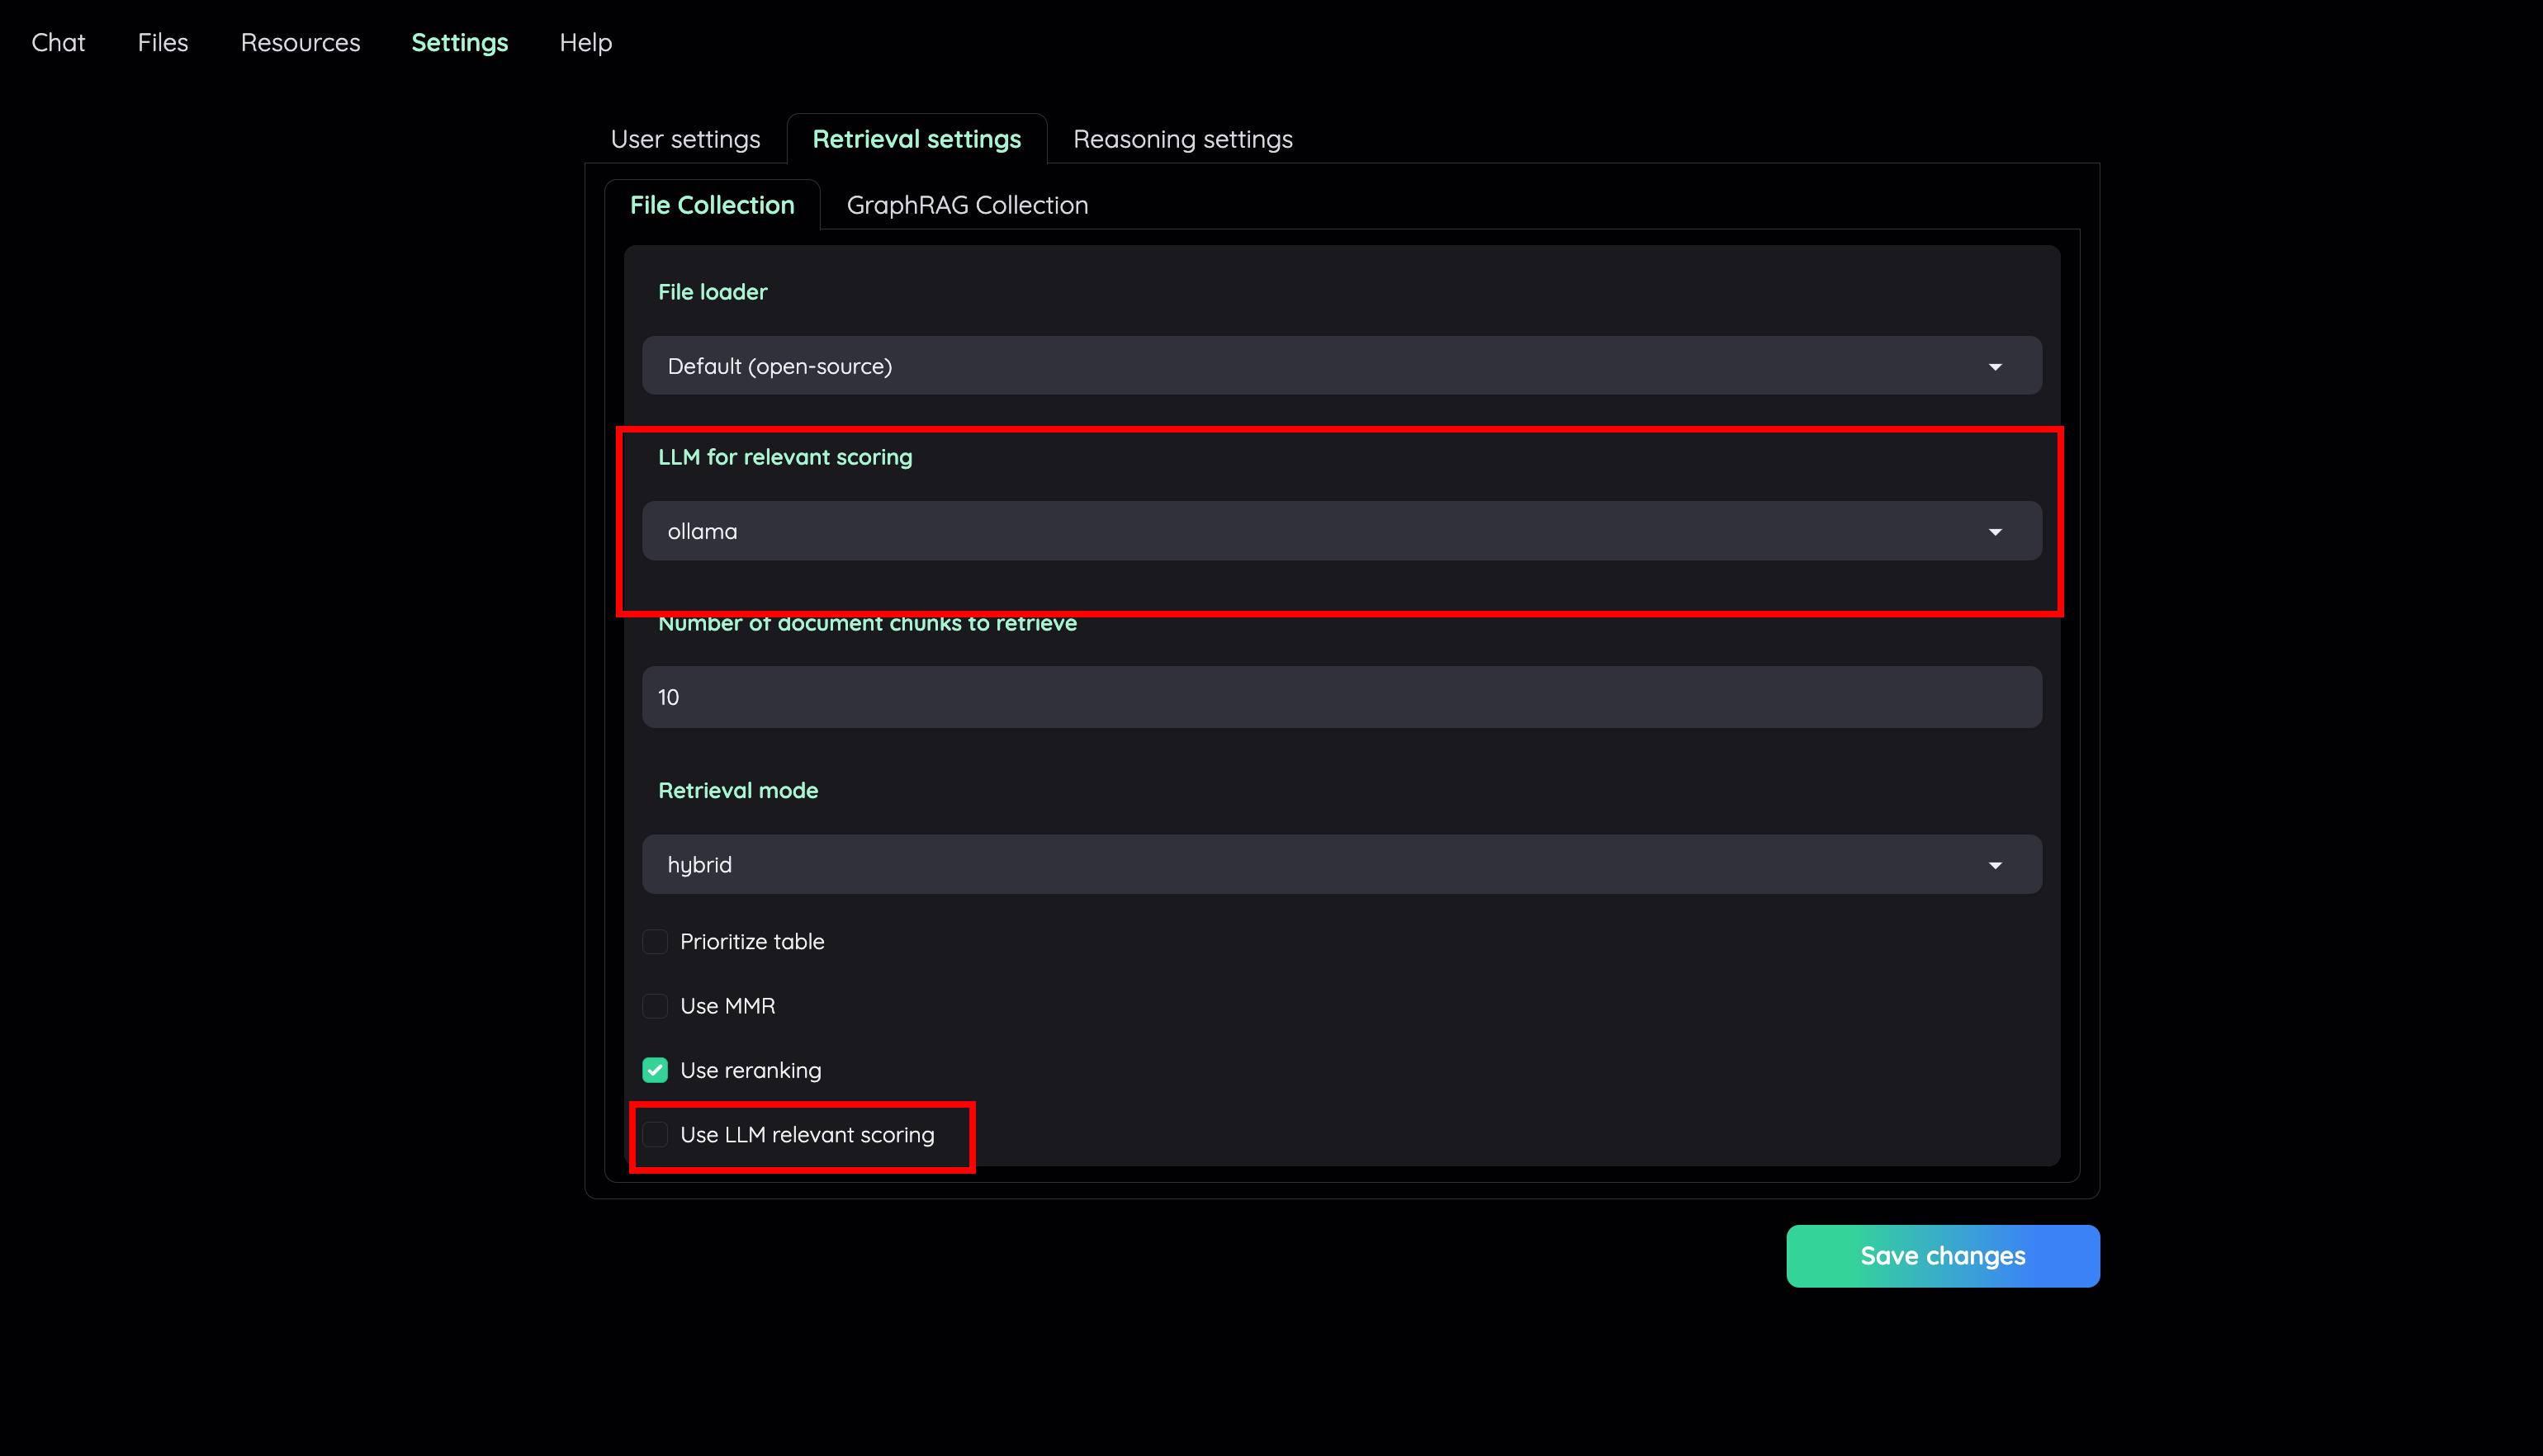 Chat Files Resources Settings Help
User settings Retrieval settings Reasoning settings
File Collection GraphRAG Collection
File loader
Default (open-source)
LLM for relevant scoring
ollama
Number of document chunks to retrieve
10
Retrieval mode
hybrid
Prioritize table
Use MMR
Use reranking
Use LLM relevant scoring
Save changes